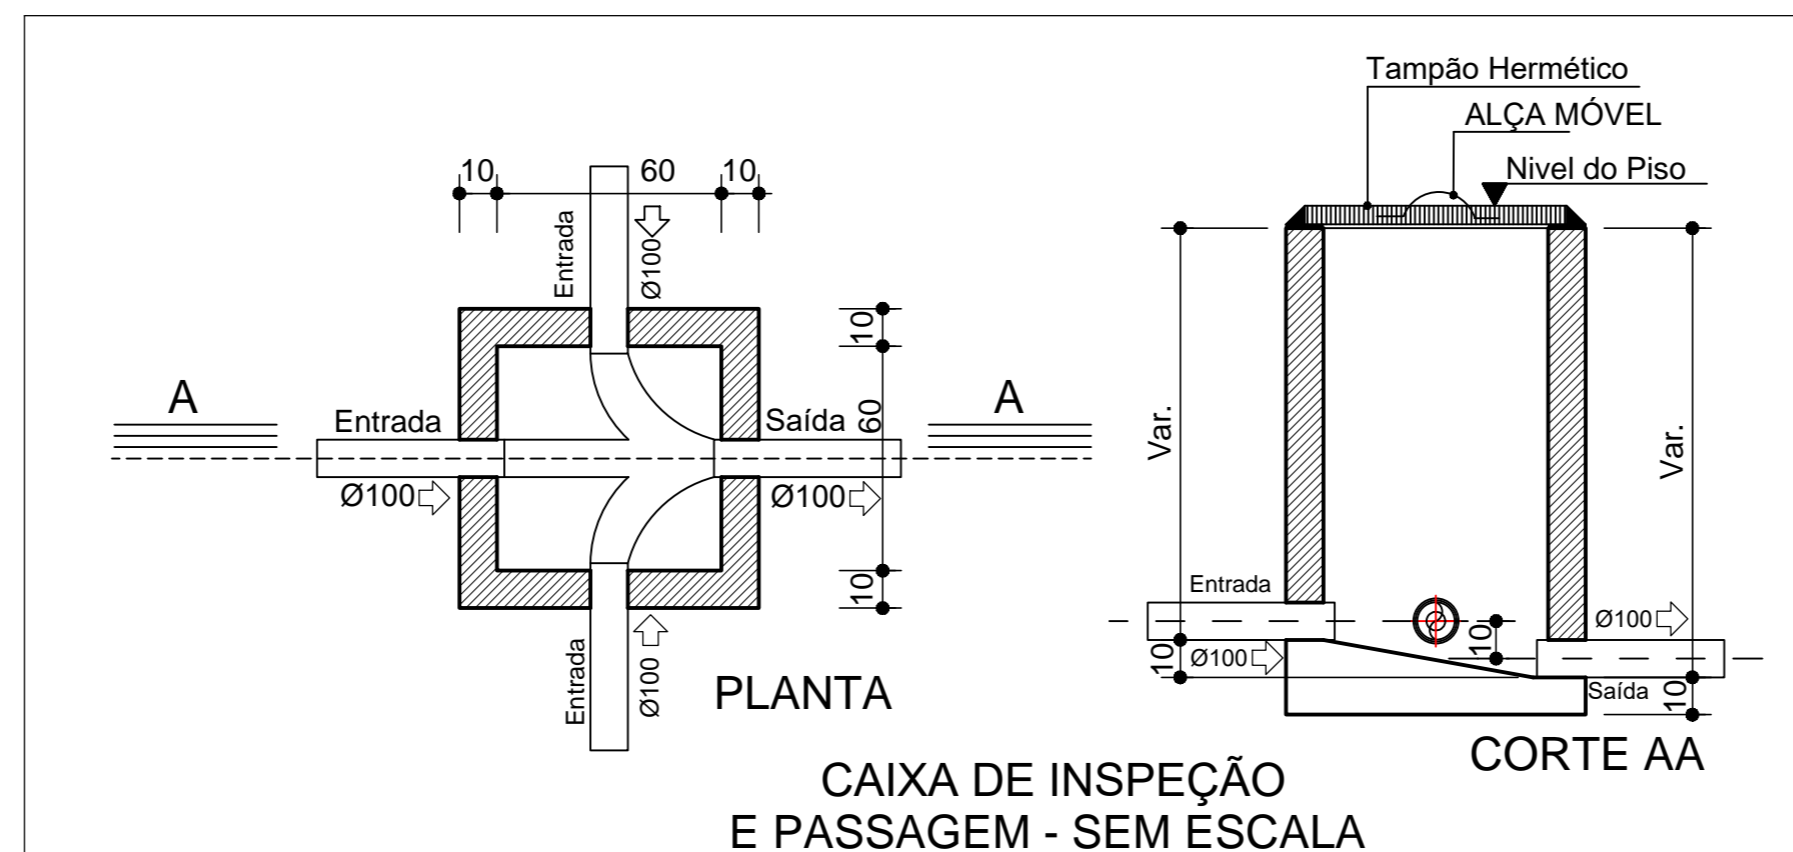 10
60
10
Entrada
Ø100
10
60
10
A
Entrada
Saída
A
Ø100
Ø100
Entrada
Ø100
PLANTA
Tampão Hermético
ALÇA MÓVEL
Nivel do Piso
Var.
Var.
Entrada
Ø100
10
Ø100
10
Saída
10
CORTE AA
CAIXA DE INSPEÇÃO
E PASSAGEM - SEM ESCALA